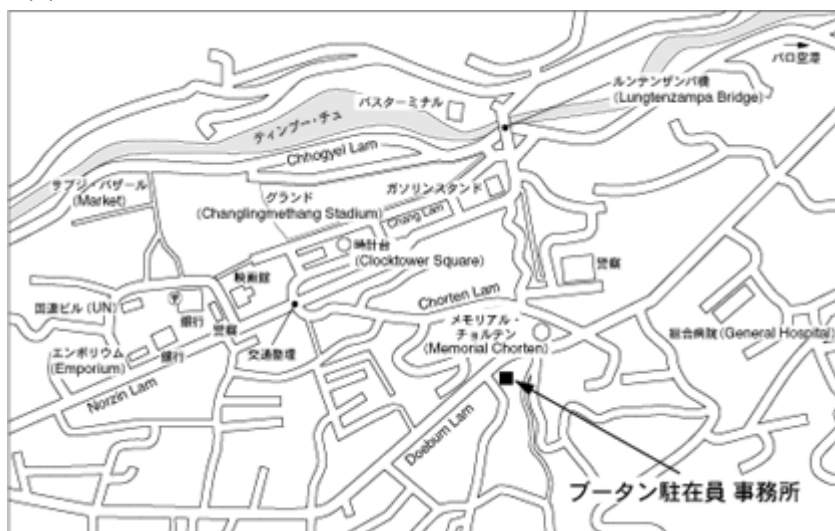 パロ空港
ルンテンザンパ橋
(Lungtenzampa Bridge)
バスターミナル
ティンプー・チュ
Chhogyel Lam
サブジ・バザール
(Market)
グランド
(Changlingmethang Stadium)
ガソリンスタンド
Chang Lam
時計台
(Clocktower Square)
映画館
警察
Chorten Lam
国連ビル(UN)
〒
銀行
警察
メモリアル・
チョルテン
(Memorial Chorten)
総合病院(General Hospital)
エンポリウム
(Emporium)
銀行
交通整理
Norzin Lam
Doebum Lam
ブータン駐在員 事務所